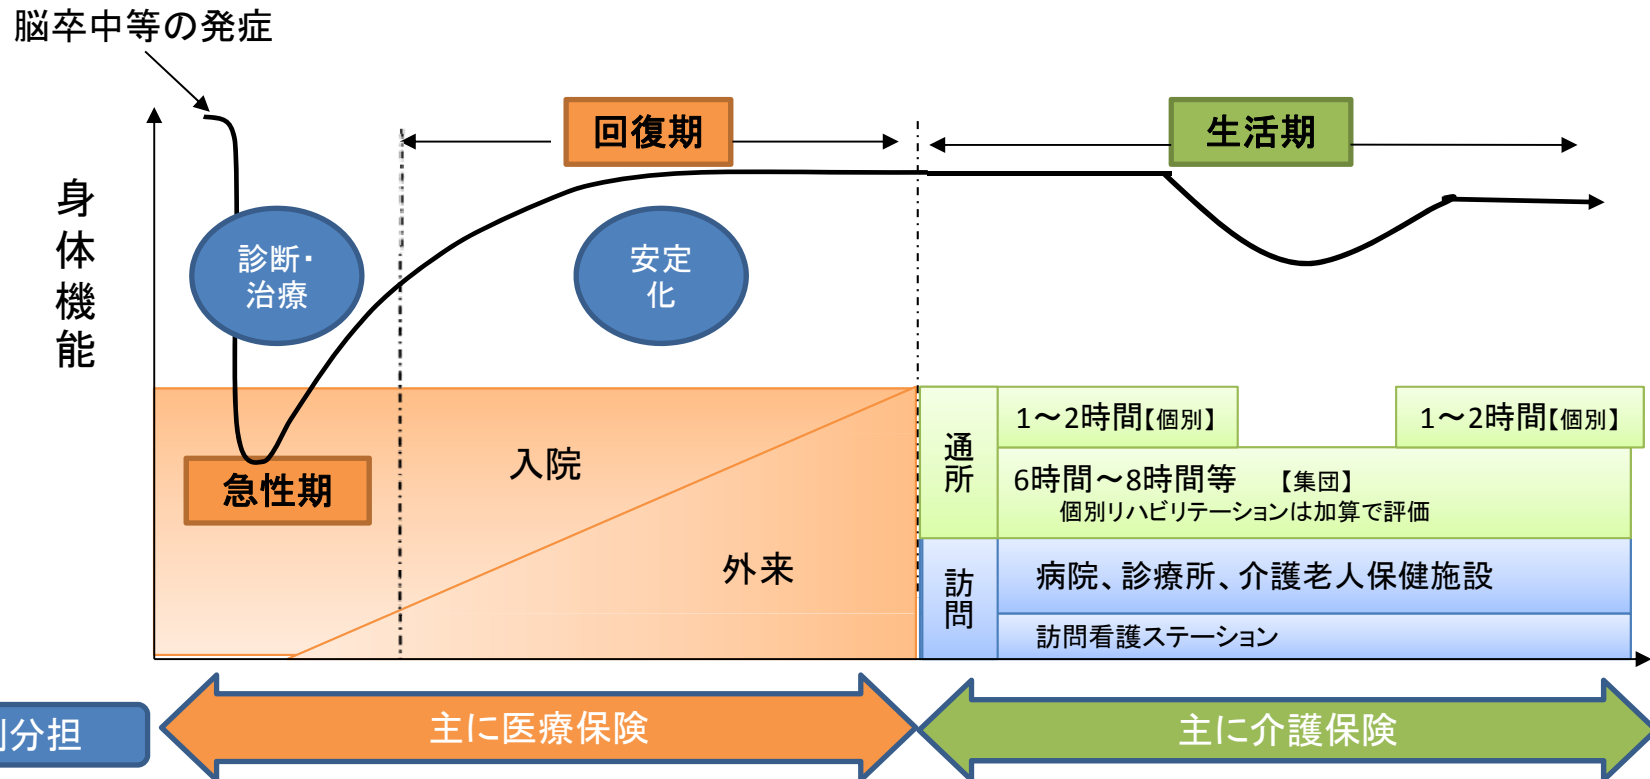 脳卒中等の発症
回復期
生活期
身体機能
診断・
治療
安定
化
急性期
入院
外来
通所
1～2時間【個別】
1～2時間【個別】
6時間～8時間等 【集団】
個別リハビリテーションは加算で評価
訪問
病院、診療所、介護老人保健施設
訪問看護ステーション
分担
主に医療保険
主に介護保険